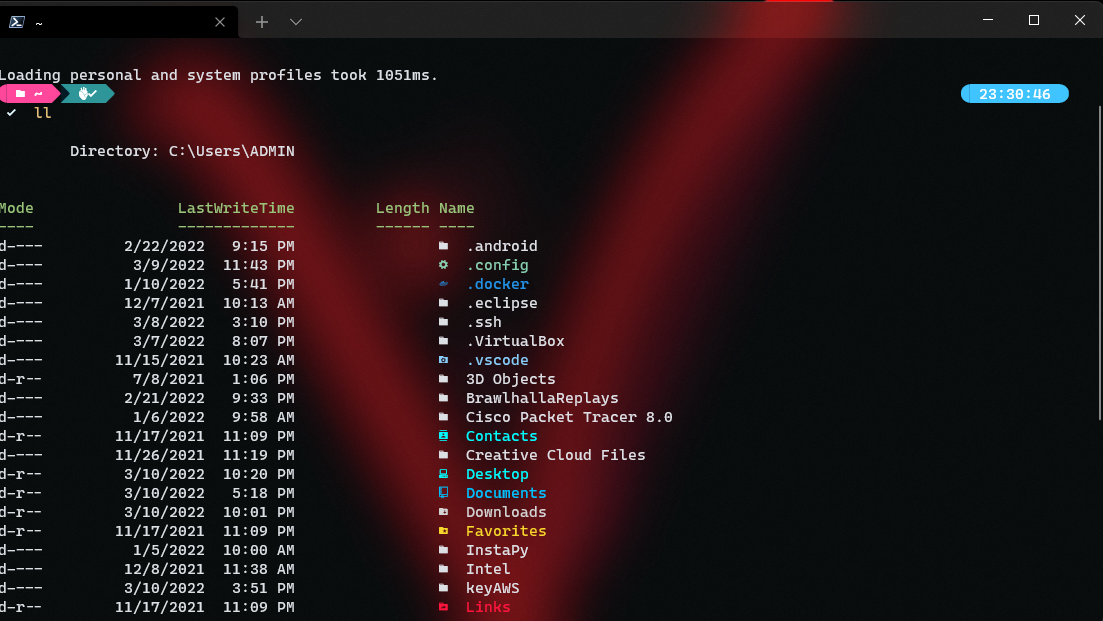 ~
Loading personal and system profiles took 1051ms.
~ 23:30:46
ll
Directory: C:\Users\ADMIN
Mode LastWriteTime Length Name
---- ------------- ------ ----
d---- 2/22/2022 9:15 PM .android
d---- 3/9/2022 11:43 PM .config
d---- 1/10/2022 5:41 PM .docker
d---- 12/7/2021 10:13 AM .eclipse
d---- 3/8/2022 3:10 PM .ssh
d---- 3/7/2022 8:07 PM .VirtualBox
d---- 11/15/2021 10:23 AM .vscode
d-r-- 7/8/2021 1:06 PM 3D Objects
d---- 2/21/2022 9:33 PM BrawlhallaReplays
d---- 1/6/2022 9:58 AM Cisco Packet Tracer 8.0
d-r-- 11/17/2021 11:09 PM Contacts
d---- 11/26/2021 11:19 PM Creative Cloud Files
d-r-- 3/10/2022 10:20 PM Desktop
d-r-- 3/10/2022 5:18 PM Documents
d-r-- 3/10/2022 10:01 PM Downloads
d-r-- 11/17/2021 11:09 PM Favorites
d---- 1/5/2022 10:00 AM InstaPy
d---- 12/8/2021 11:38 AM Intel
d---- 3/10/2022 3:51 PM keyAWS
d-r-- 11/17/2021 11:09 PM Links